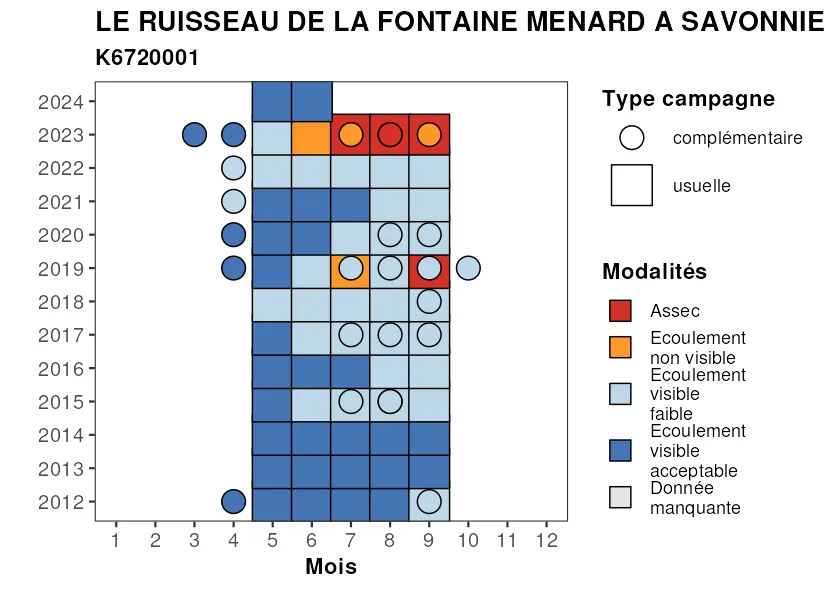 LE RUISSEAU DE LA FONTAINE MENARD A SAVONNIE
K6720001
2024
2023
2022
2021
2020
2019
2018
2017
2016
2015
2014
2013
2012
1 2 3 4 5 6 7 8 9 10 11 12
Mois
Type campagne
complémentaire
usuelle
Modalités
Assec
Ecoulement
non visible
Ecoulement
visible
faible
Ecoulement
visible
acceptable
Donnée
manquante